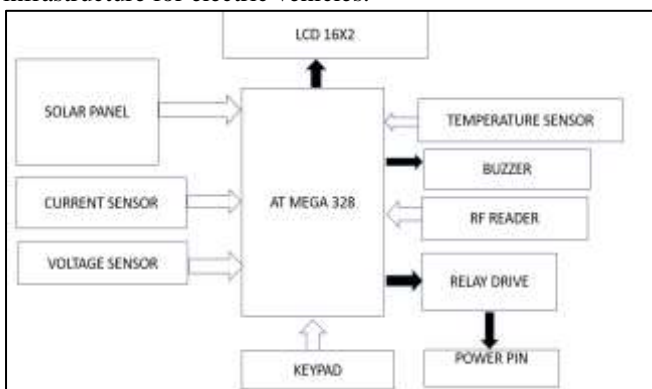 infrastructure for electric vehicles.
LCD 16X2
SOLAR PANEL
TEMPERATURE SENSOR
BUZZER
CURRENT SENSOR
AT MEGA 328
RF READER
VOLTAGE SENSOR
RELAY DRIVE
KEYPAD
POWER PIN